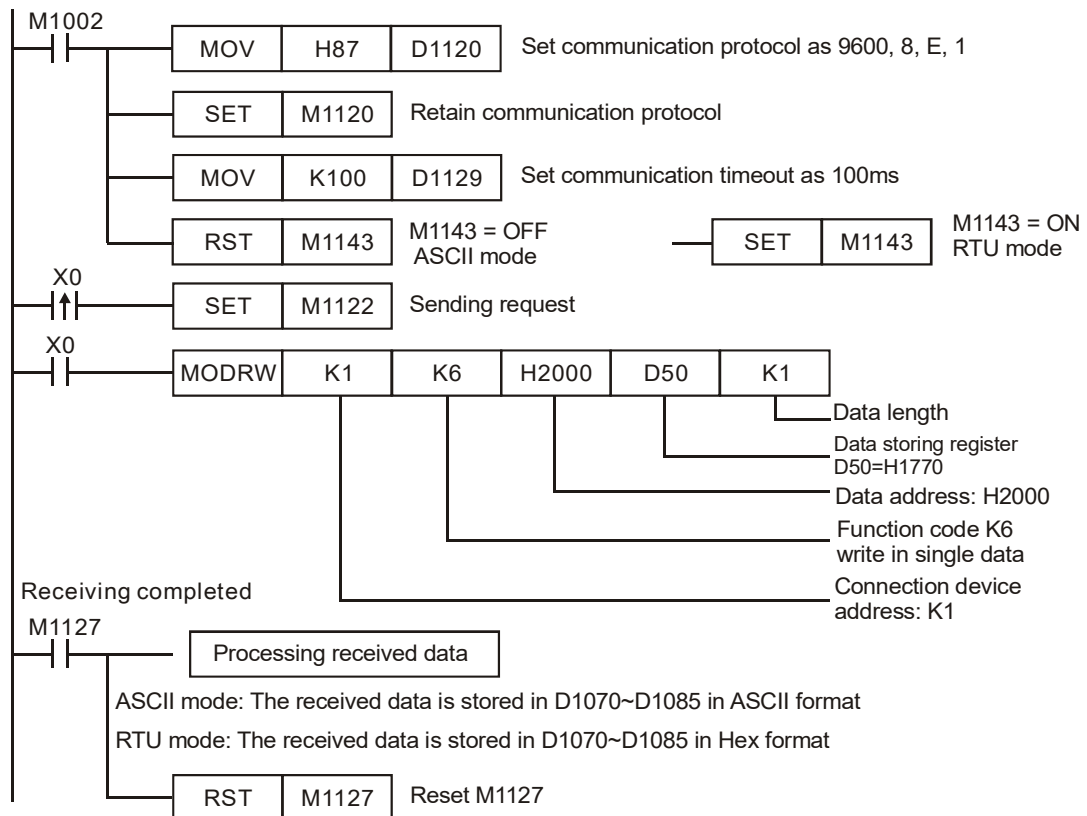 M1002
MOV H87 D1120 Set communication protocol as 9600, 8, E, 1
SET M1120 Retain communication protocol
MOV K100 D1129 Set communication timeout as 100ms
RST M1143 M1143 = OFF
ASCII mode
SET M1143 M1143 = ON
RTU mode
X0
SET M1122 Sending request
X0
MODRW K1 K6 H2000 D50 K1
Data length
Data storing register
D50=H1770
Data address: H2000
Function code K6
write in single data
Connection device
address: K1
Receiving completed
M1127
Processing received data
ASCII mode: The received data is stored in D1070~D1085 in ASCII format
RTU mode: The received data is stored in D1070~D1085 in Hex format
RST M1127 Reset M1127